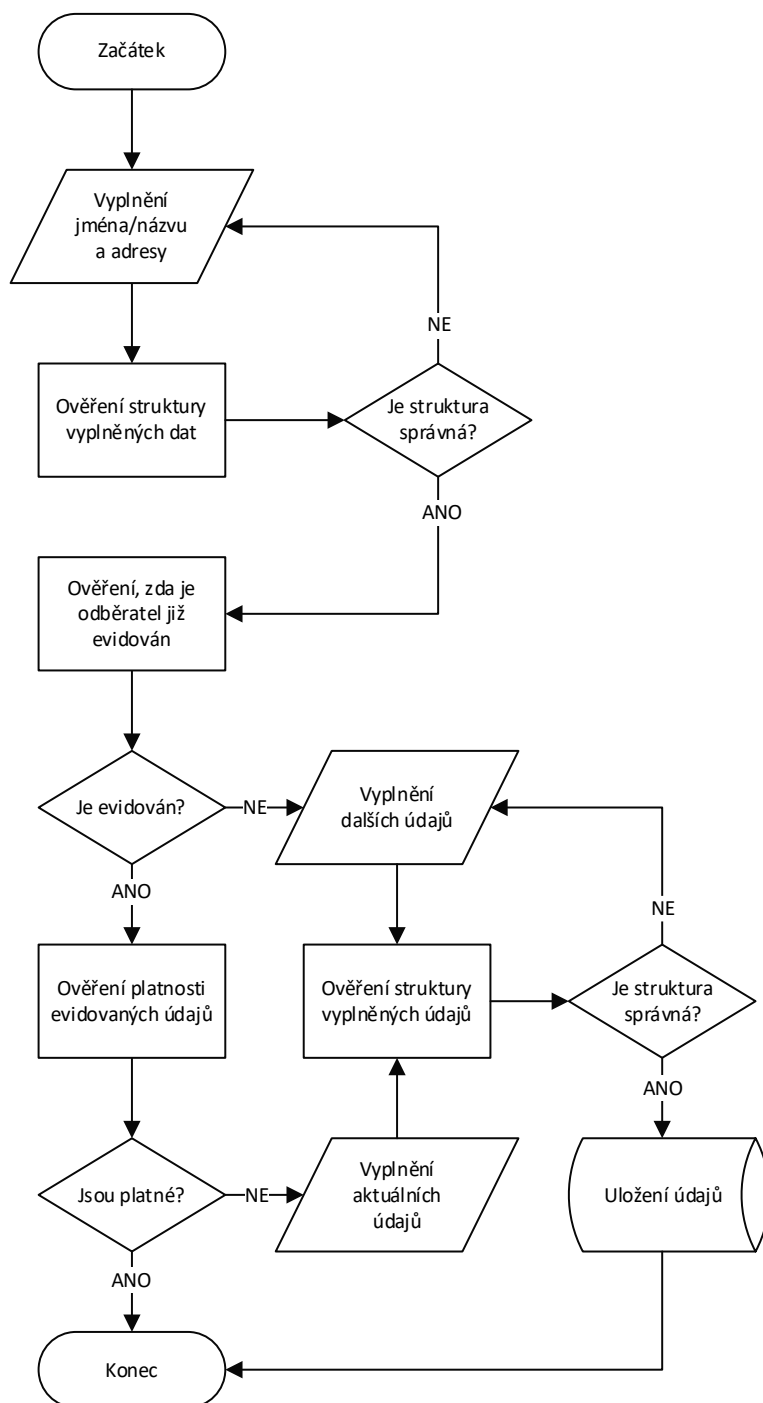 Začátek
Vyplnění
jména/názvu
a adresy
NE
Ověření struktury
vyplněných dat
Je struktura
správná?
ANO
Ověření, zda je
odběratel již
evidován
Je evidován?
NE
Vyplnění
dalších údajů
ANO
NE
Ověření platnosti
evidovaných údajů
Ověření struktury
vyplněných údajů
Je struktura
správná?
ANO
Jsou platné?
NE
Vyplnění
aktuálních
údajů
Uložení údajů
ANO
Konec